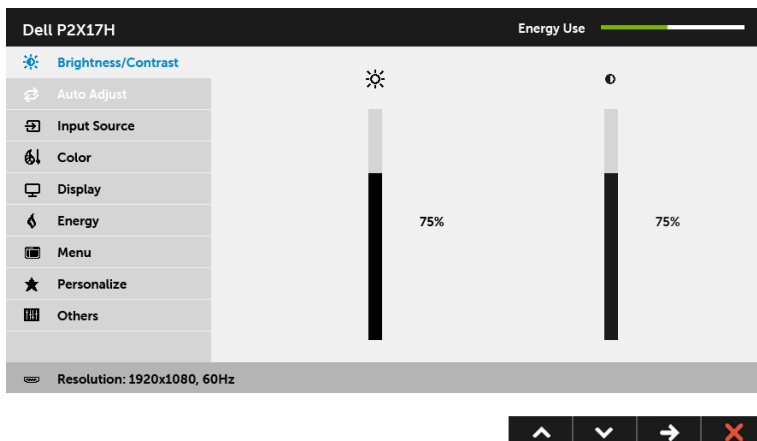 Dell P2X17H
Energy Use
Brightness/Contrast
Auto Adjust
Input Source
Color
Display
Energy
Menu
Personalize
Others
75%
75%
Resolution: 1920x1080, 60Hz